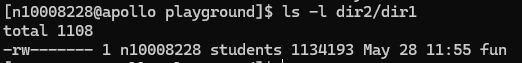 [n10008228@apollo playground]$ ls -l dir2/dir1
total 1108
-rw------- 1 n10008228 students 1134193 May 28 11:55 fun